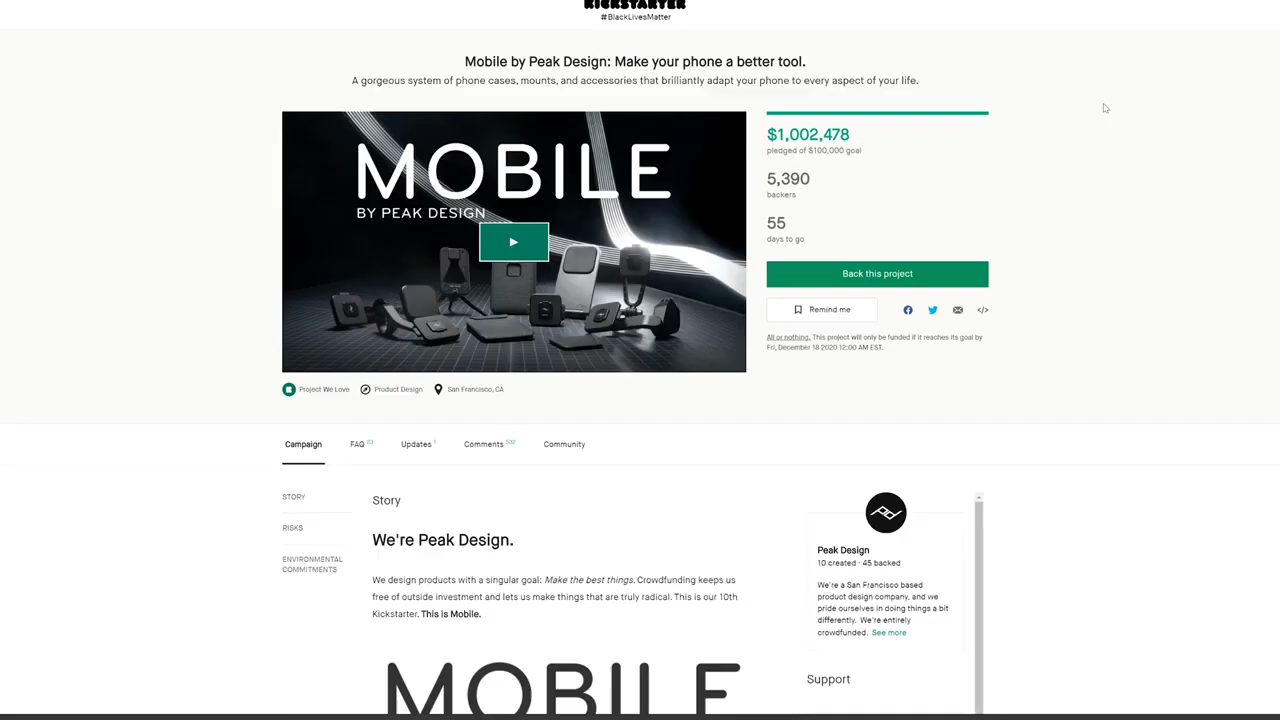 KICKSTARTER
#BlackLivesMatter
Mobile by Peak Design: Make your phone a better tool.
A gorgeous system of phone cases, mounts, and accessories that brilliantly adapt your phone to every aspect of your life.
MOBILE
BY PEAK DESIGN
$1,002,478
pledged of $100,000 goal
5,390
backers
55
days to go
Back this project
Remind me
All or nothing. This project will only be funded if it reaches its goal by
Fri, December 18 2020 12:00 AM EST.
Project We Love
Product Design
San Francisco, CA
Campaign
FAQ
Updates 1
Comments
Community
STORY
RISKS
ENVIRONMENTAL
COMMITMENTS
Story
We're Peak Design.
We design products with a singular goal: Make the best things. Crowdfunding keeps us
free of outside investment and lets us make things that are truly radical. This is our 10th
Kickstarter. This is Mobile.
MOBILE
Peak Design
10 created · 45 backed
We're a San Francisco based
product design company, and we
pride ourselves in doing things a bit
differently. We're entirely
crowdfunded. See more
Support